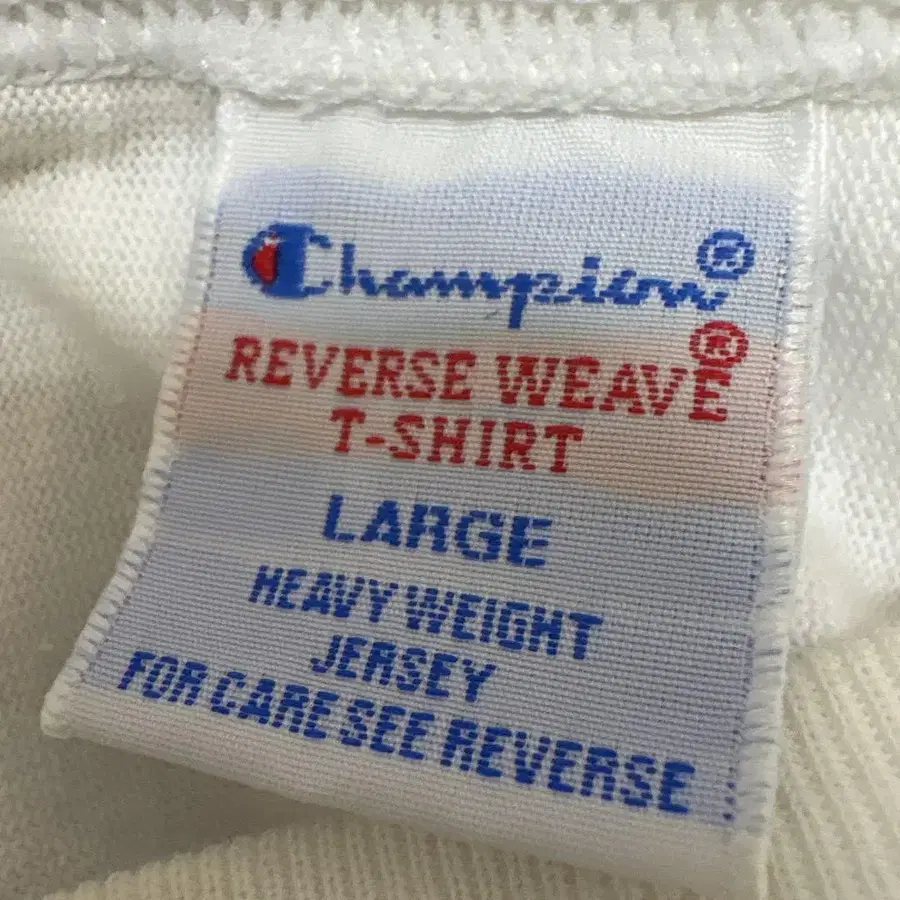 Champion®
REVERSE WEAVE®
T-SHIRT
LARGE
HEAVY WEIGHT
JERSEY
FOR CARE SEE REVERSE